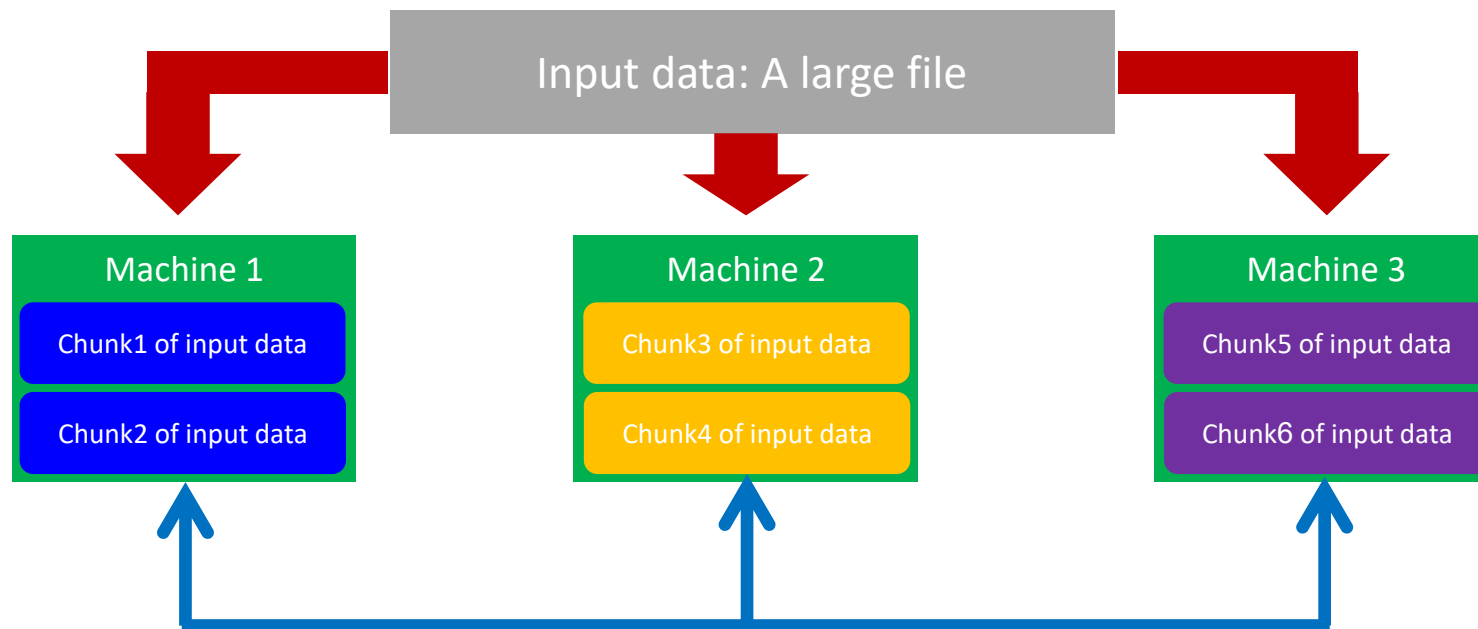 Input data: A large file
Machine 1
Chunk1 of input data
Chunk2 of input data
Machine 2
Chunk3 of input data
Chunk4 of input data
Machine 3
Chunk5 of input data
Chunk6 of input data